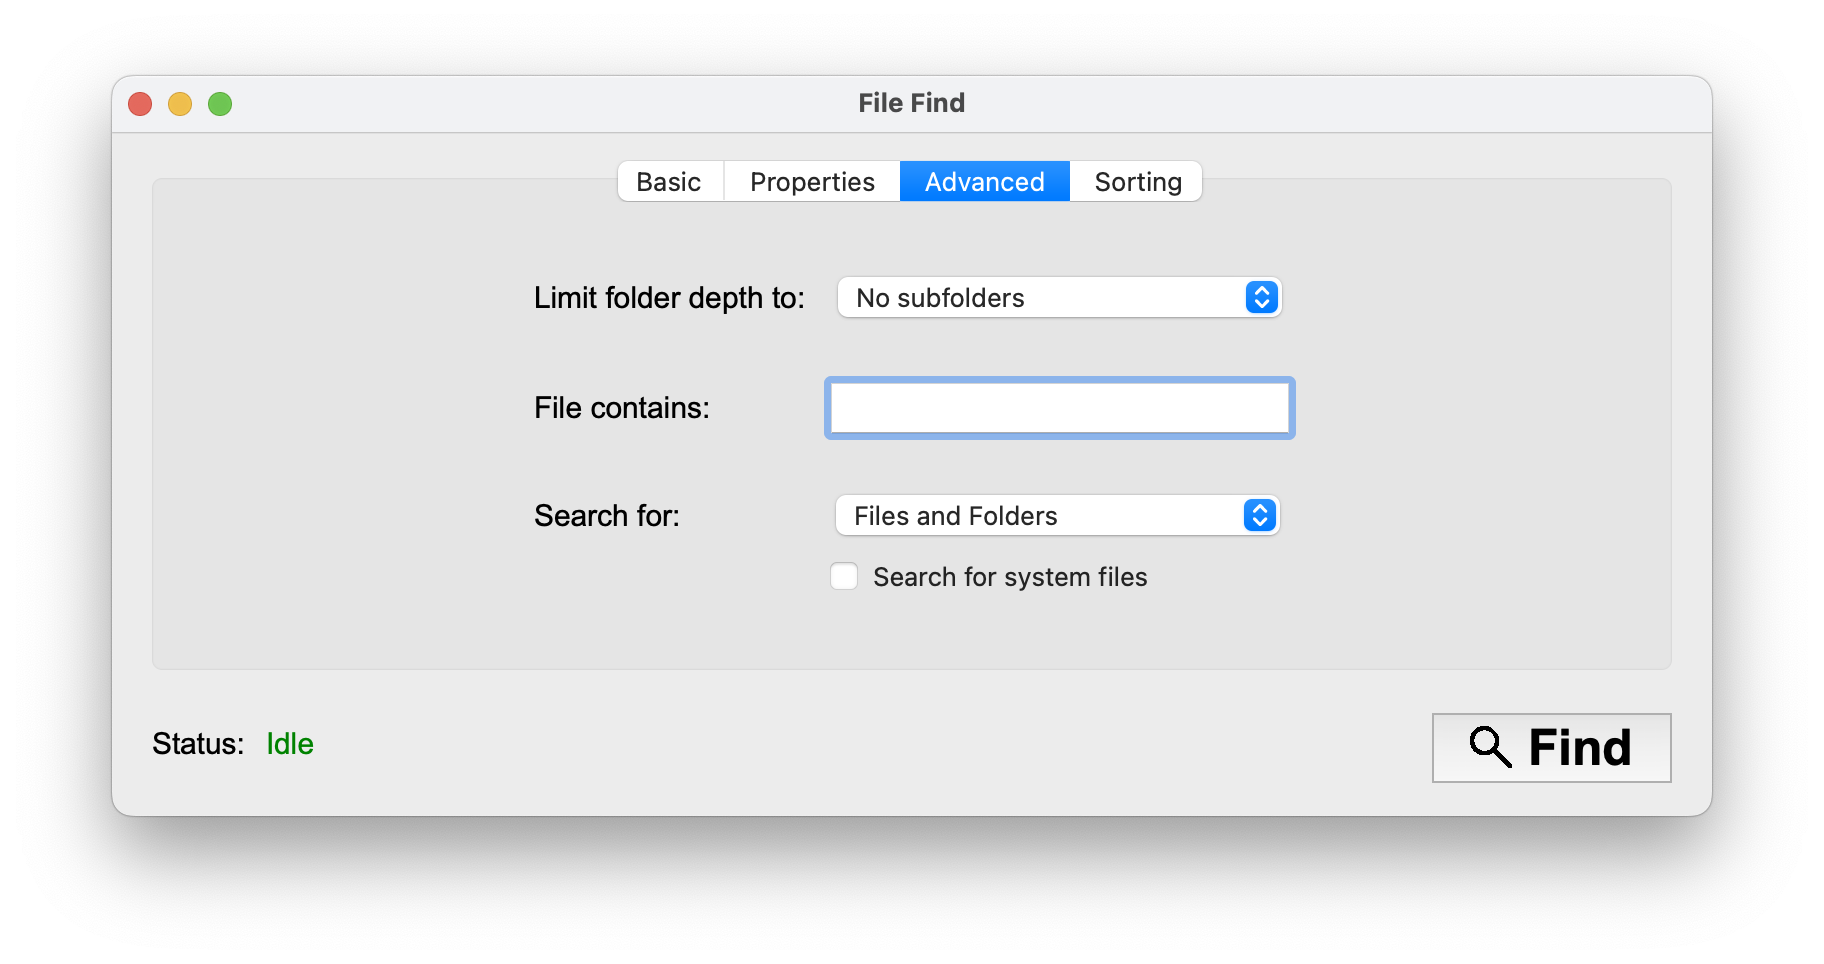 File Find
Basic Properties Advanced Sorting
Limit folder depth to: No subfolders
File contains:
Search for: Files and Folders
Search for system files
Status: Idle
Find